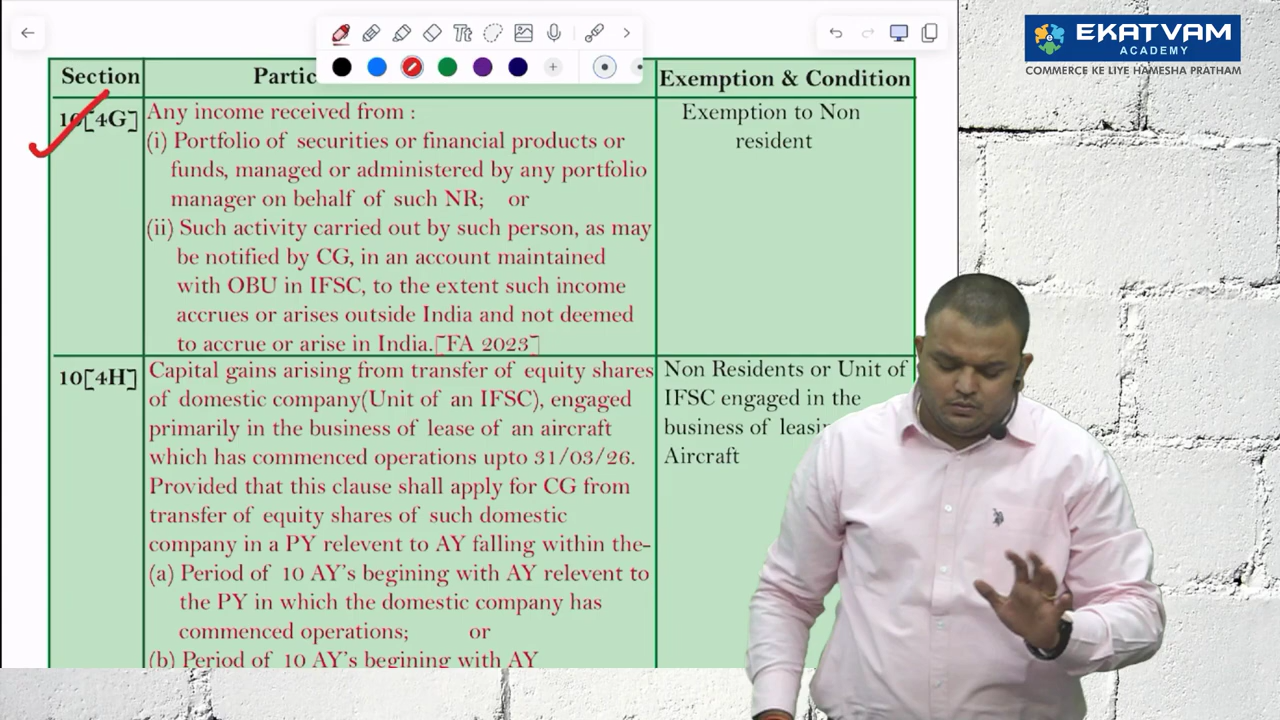 EKATVAM
ACADEMY
COMMERCE KE LIYE HAMESHA PRATHAM
Tt
Section
Exemption & Condition
10[4G]
Any income received from :
(i) Portfolio of securities or financial products or
funds, managed or administered by any portfolio
manager on behalf of such NR; or
(ii) Such activity carried out by such person, as may
be notified by CG, in an account maintained
with OBU in IFSC, to the extent such income
accrues or arises outside India and not deemed
to accrue or arise in India.[FA 2023]
Exemption to Non
resident
10[4H]
Capital gains arising from transfer of equity shares
of domestic company(Unit of an IFSC), engaged
primarily in the business of lease of an aircraft
which has commenced operations upto 31/03/26.
Provided that this clause shall apply for CG from
transfer of equity shares of such domestic
company in a PY relevent to AY falling within the-
(a) Period of 10 AY's begining with AY relevent to
the PY in which the domestic company has
commenced operations; or
(b) Period of 10 AY's begining with AY
Non Residents or Unit of
IFSC engaged in the
business of
Aircraft